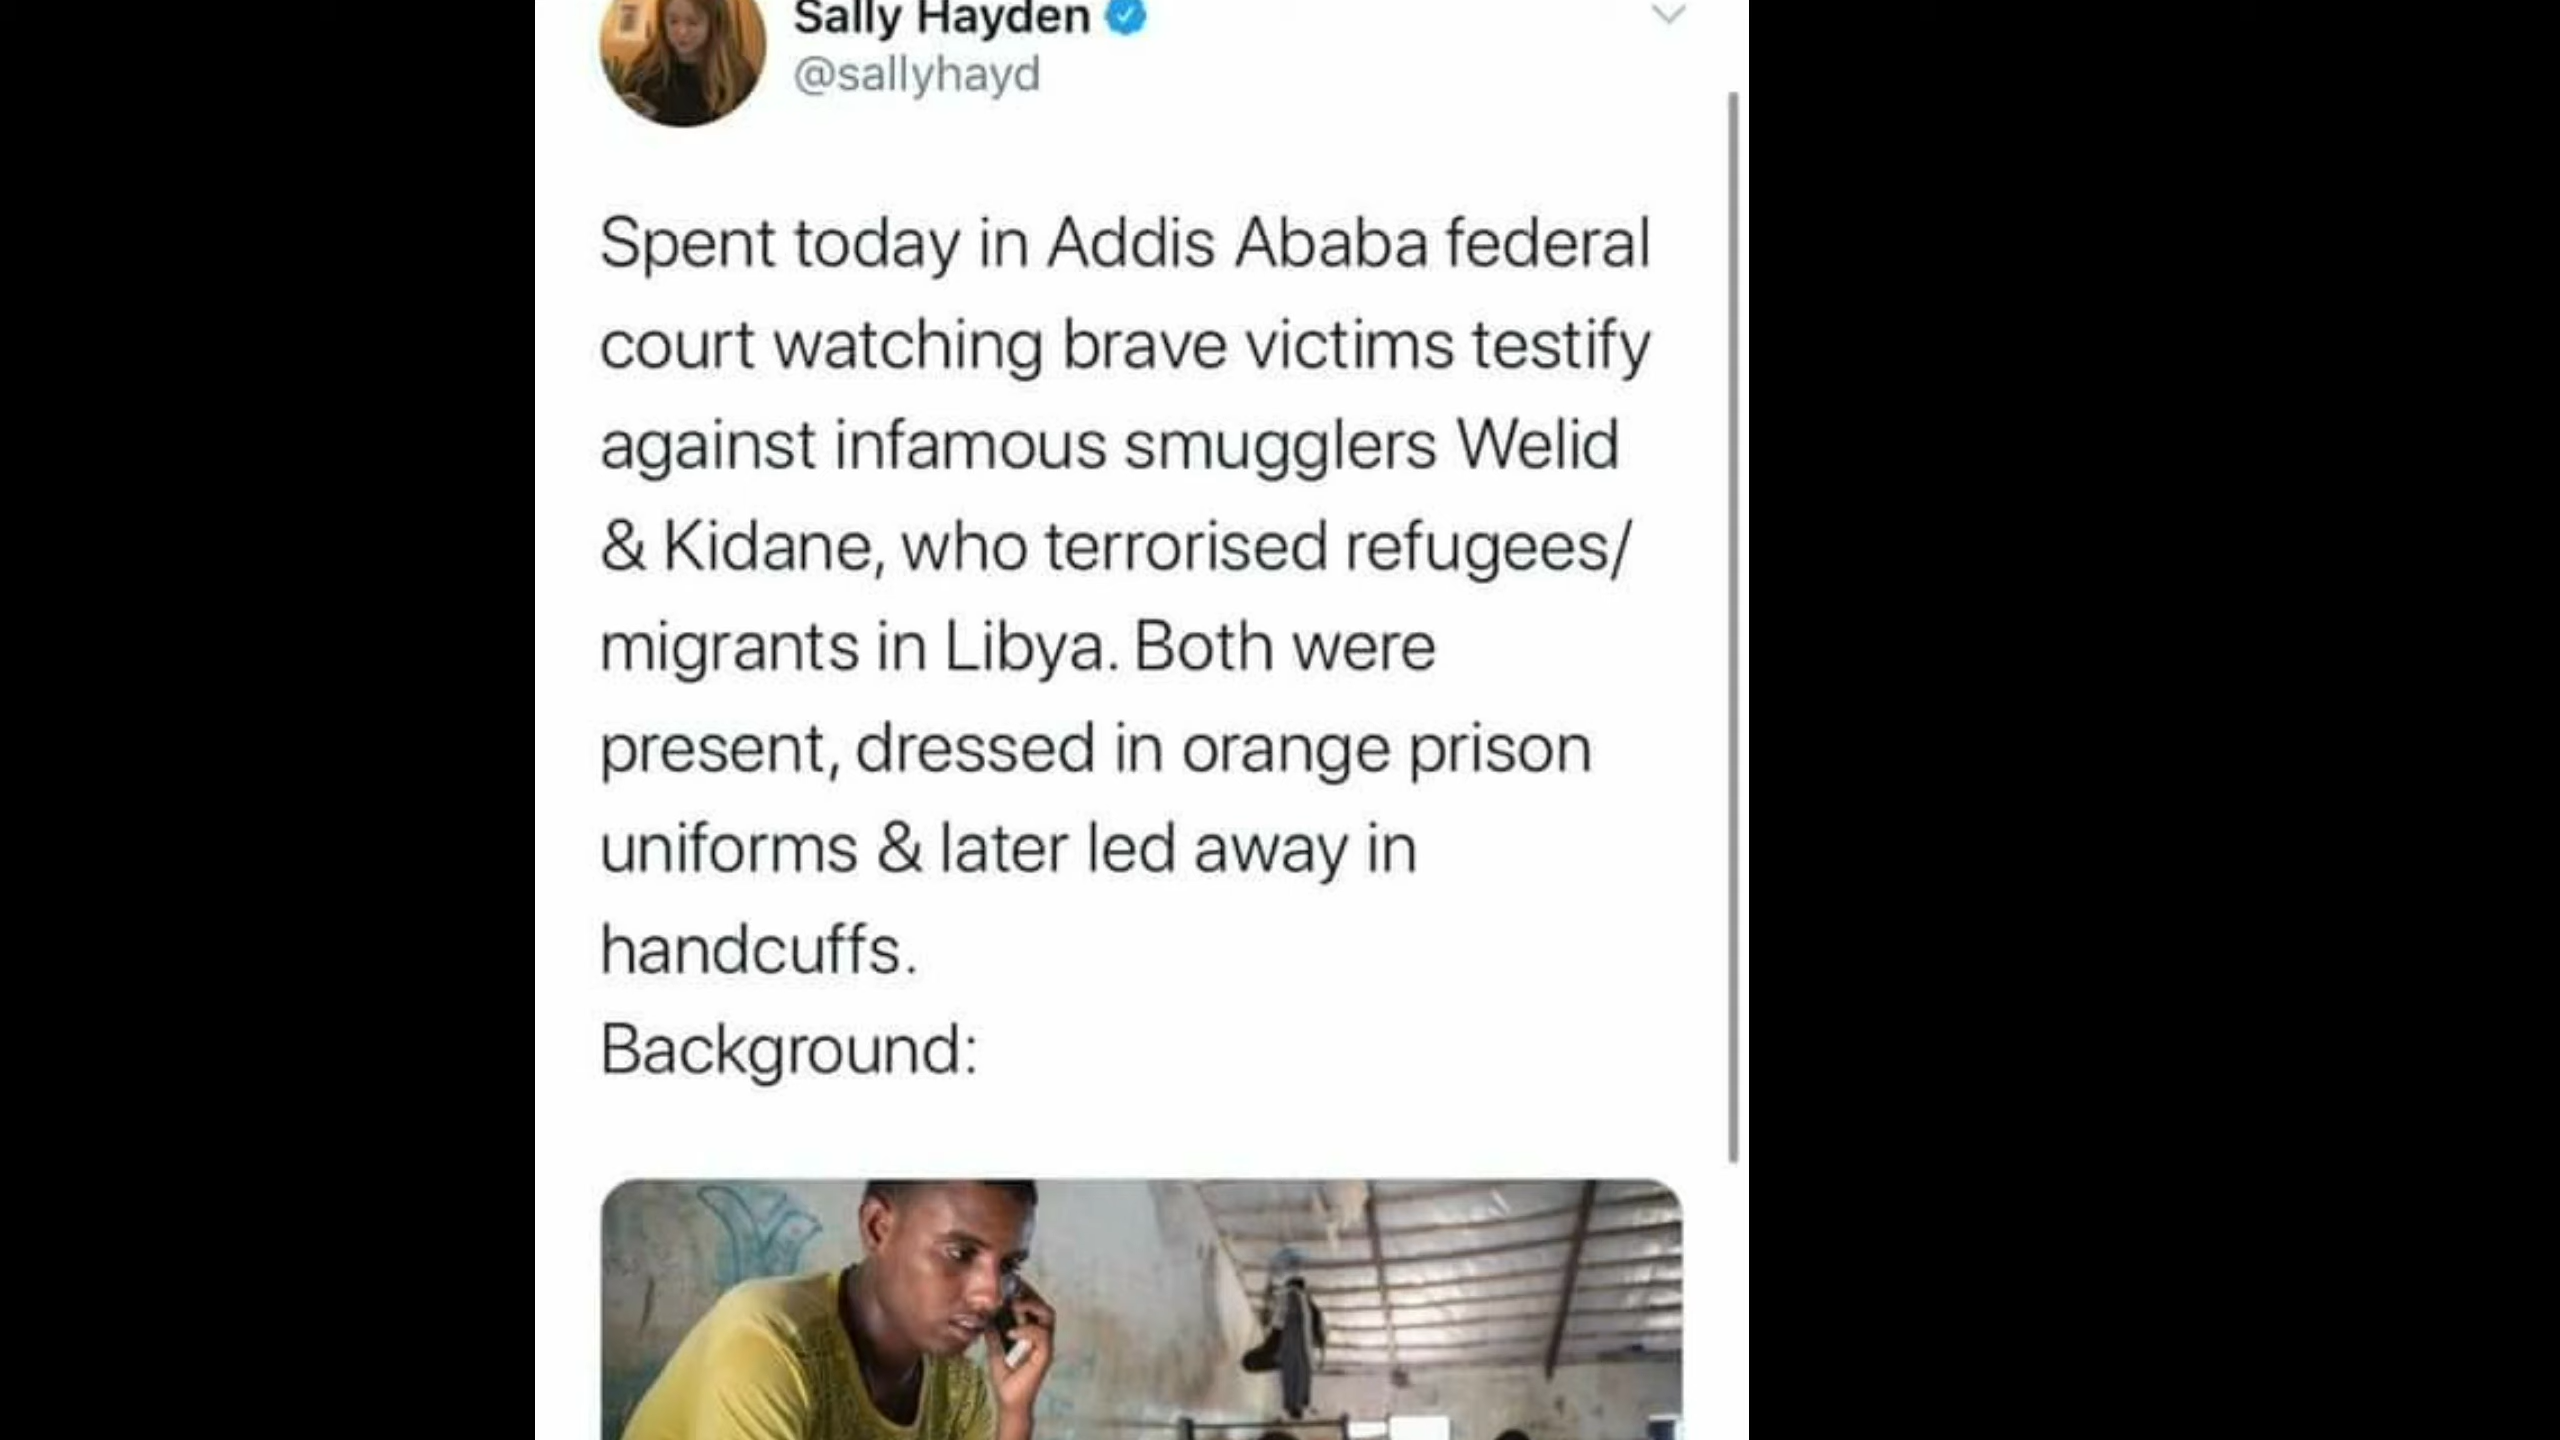 Sally Hayden
@sallyhayd
Spent today in Addis Ababa federal
court watching brave victims testify
against infamous smugglers Welid
& Kidane, who terrorised refugees/
migrants in Libya. Both were
present, dressed in orange prison
uniforms & later led away in
handcuffs.
Background: